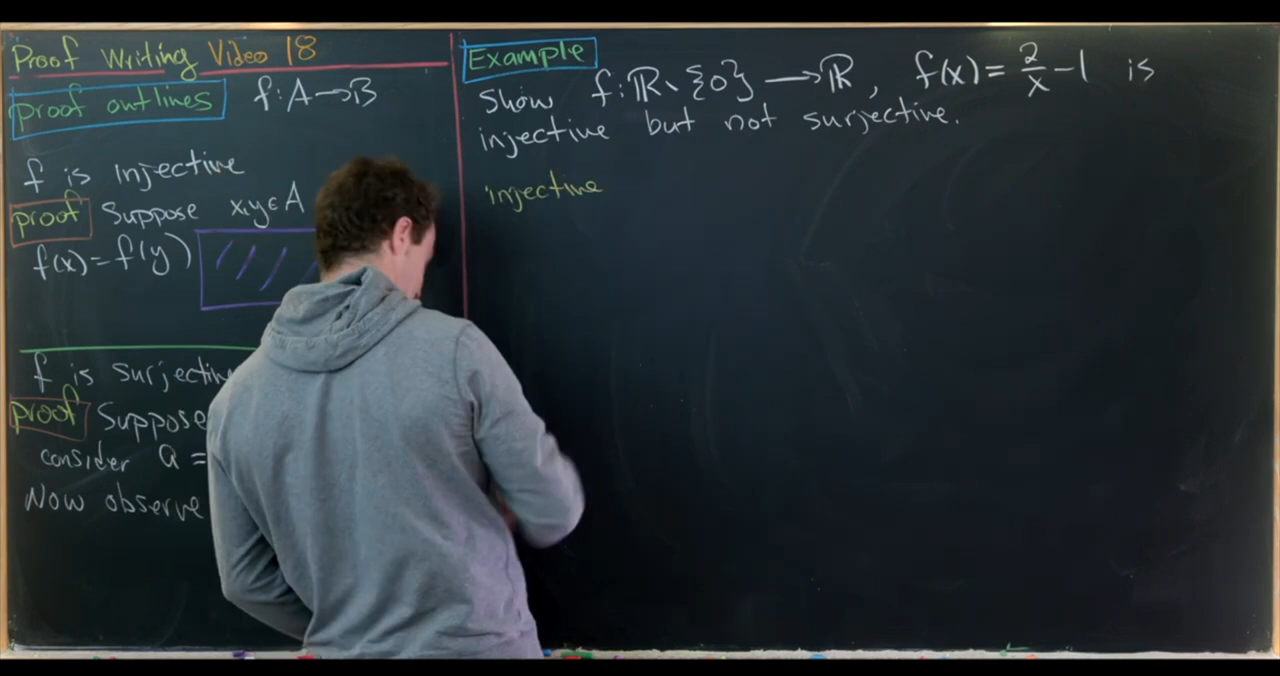 Proof Writing Video 18
proof outlines f: A → B
f is injective
proof Suppose x,y ∈ A
f(x) = f(y)
f is surjective
proof Suppose
consider a =
Now observe
Example
Show f: ℝ \ {0} → ℝ, f(x) = 2/x - 1 is
injective but not surjective.
injective